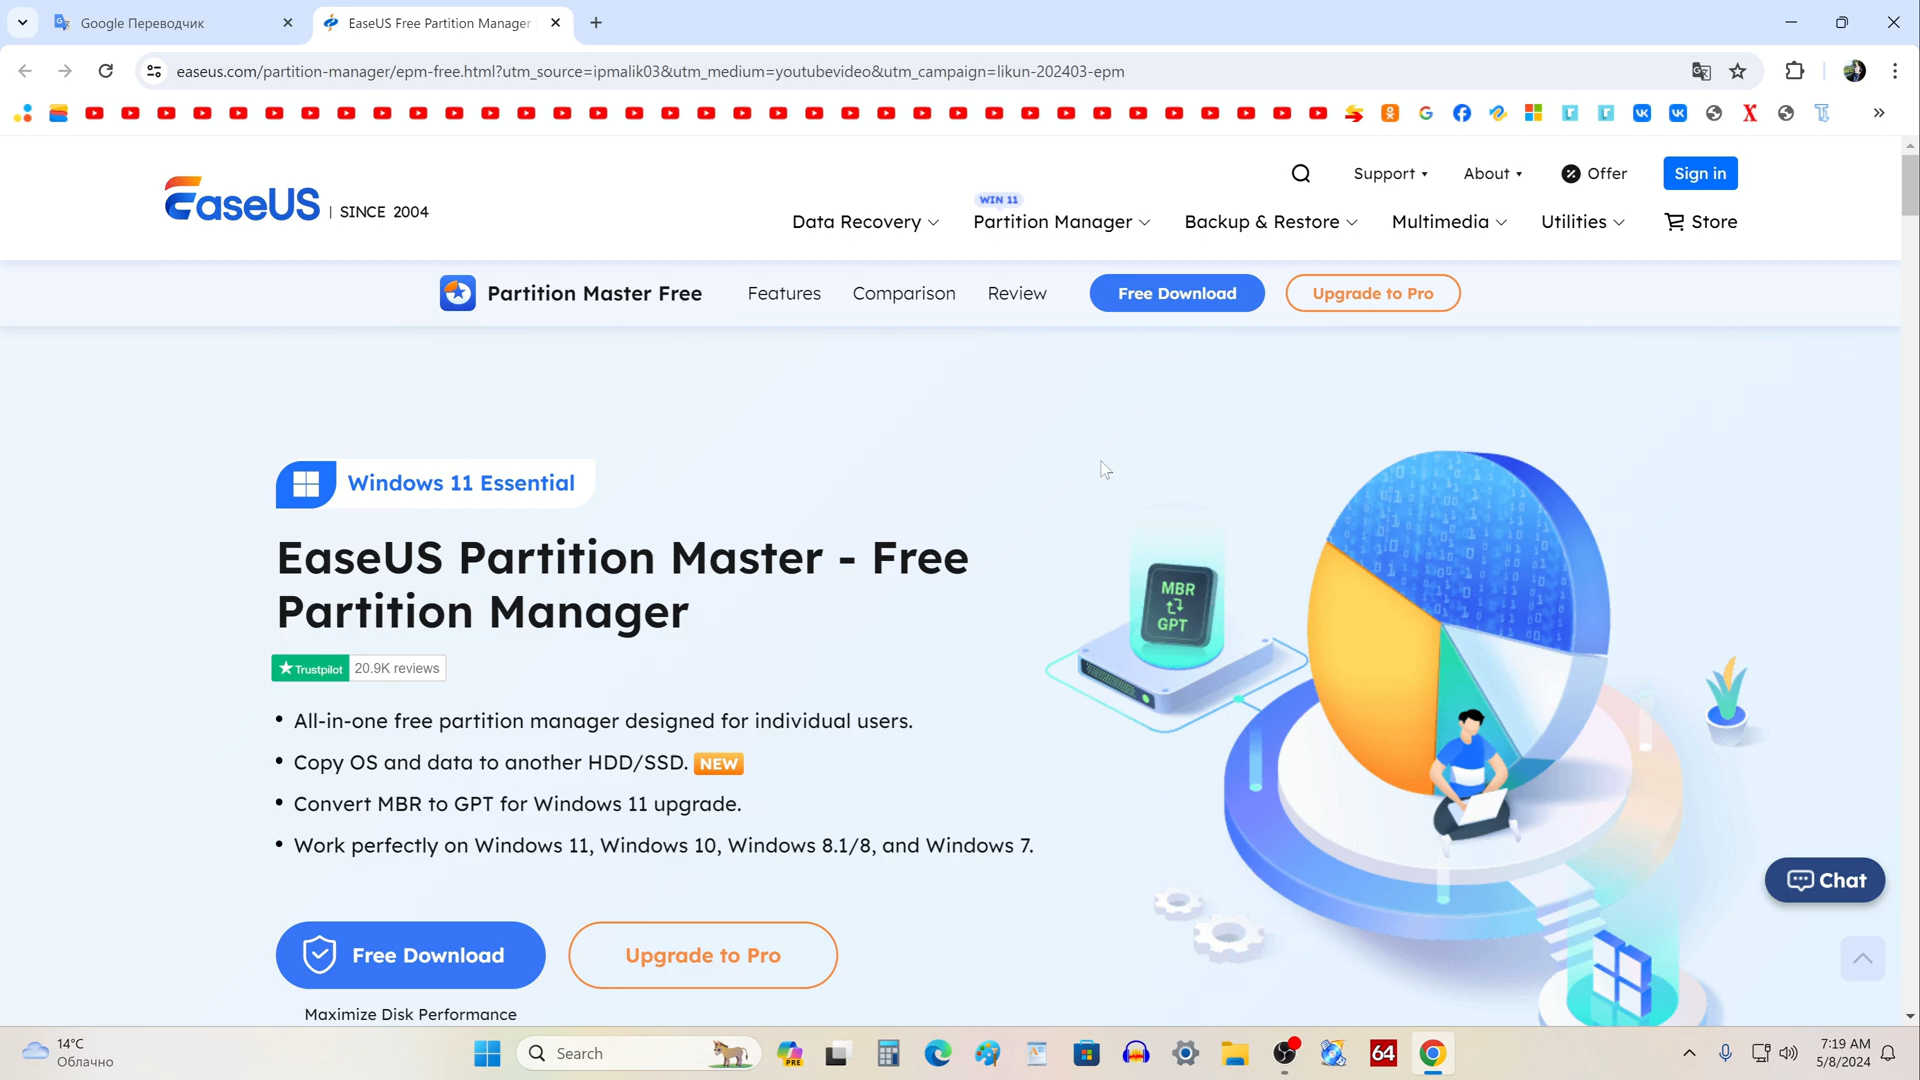 Google Переводчик
EaseUS Free Partition Manager
easeus.com/partition-manager/epm-free.html?utm_source=ipmalik03&utm_medium=youtubevideo&utm_campaign=likun-202403-epm
EaseUS | SINCE 2004
Support
About
Offer
Sign in
WIN 11
Data Recovery
Partition Manager
Backup & Restore
Multimedia
Utilities
Store
Partition Master Free
Features
Comparison
Review
Free Download
Upgrade to Pro
Windows 11 Essential
EaseUS Partition Master - Free
Partition Manager
Trustpilot 20.9K reviews
• All-in-one free partition manager designed for individual users.
• Copy OS and data to another HDD/SSD. NEW
• Convert MBR to GPT for Windows 11 upgrade.
• Work perfectly on Windows 11, Windows 10, Windows 8.1/8, and Windows 7.
MBR
GPT
Free Download
Upgrade to Pro
Maximize Disk Performance
Chat
14°C
Облачно
Search
PRE
64
7:19 AM
5/8/2024